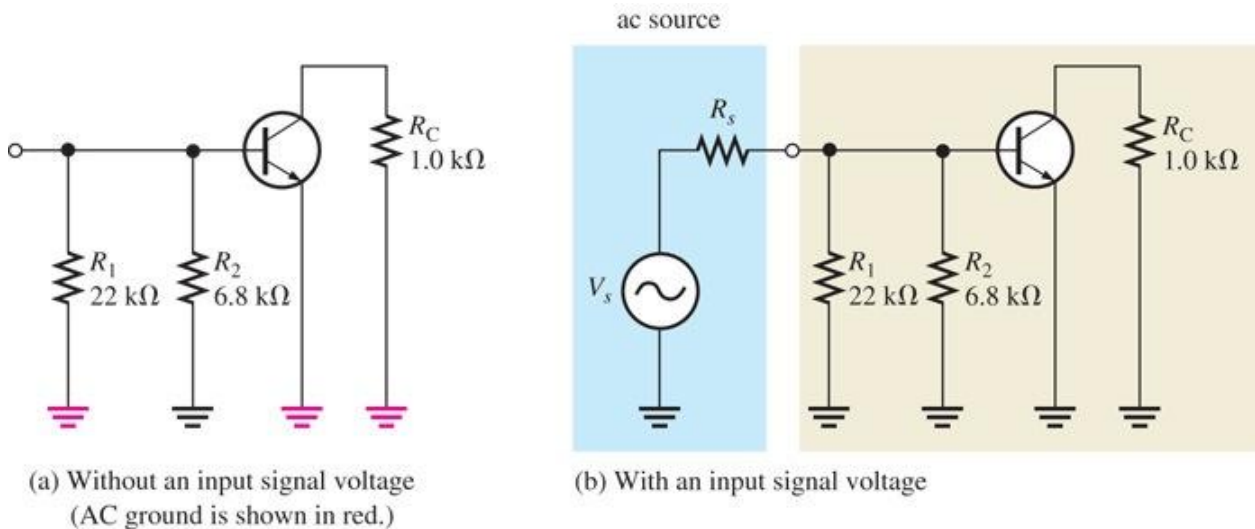 ac source
R_s
R_C
1.0 kΩ
R_1
22 kΩ
R_2
6.8 kΩ
V_s
R_1
22 kΩ
R_2
6.8 kΩ
R_C
1.0 kΩ
(a) Without an input signal voltage
(AC ground is shown in red.)
(b) With an input signal voltage